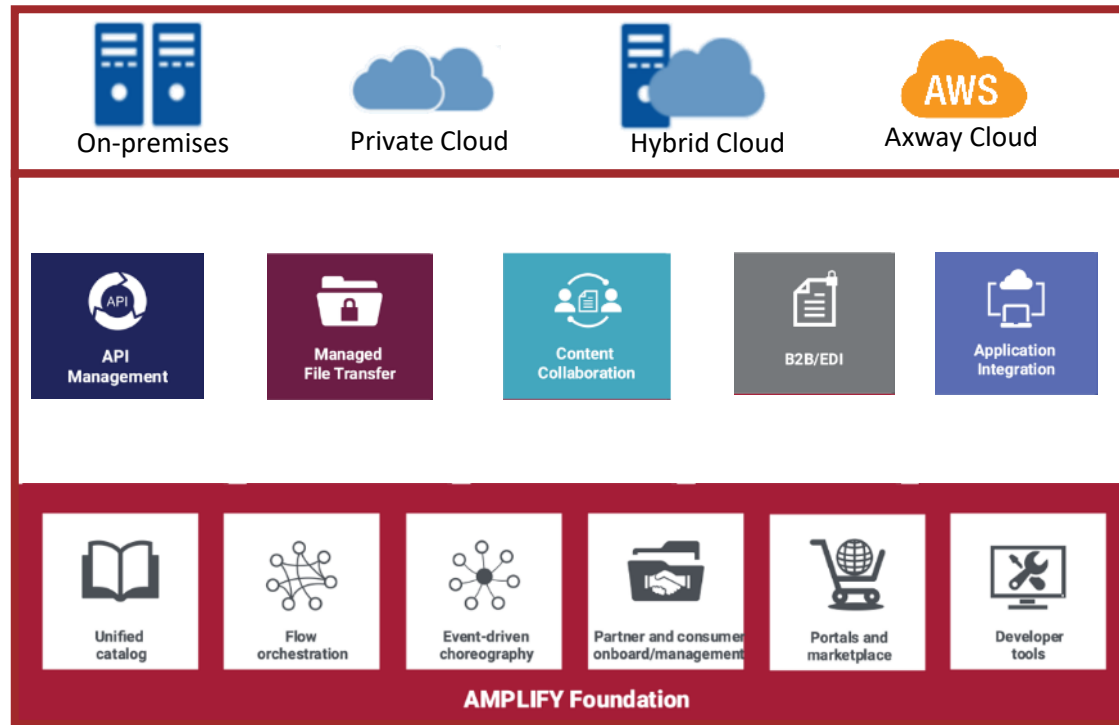 AWS
On-premises
Private Cloud
Hybrid Cloud
Axway Cloud
API
API
Management
Managed
File Transfer
Content
Collaboration
B2B/EDI
Application
Integration
Unified
catalog
Flow
orchestration
Event-driven
choreography
Partner and consumer
onboard/management
Portals and
marketplace
Developer
tools
AMPLIFY Foundation